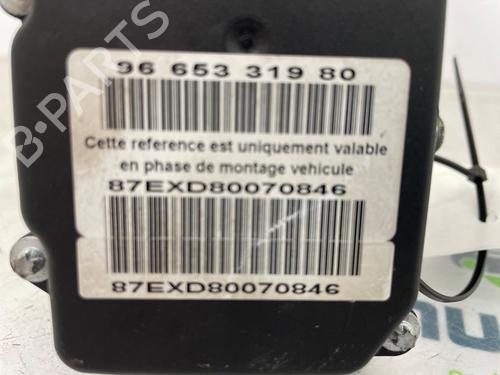 96 653 319 80
Cette reference est uniquement valable
en phase de montage vehicule
87EXD80070846
87EXD80070846
B-PARTS